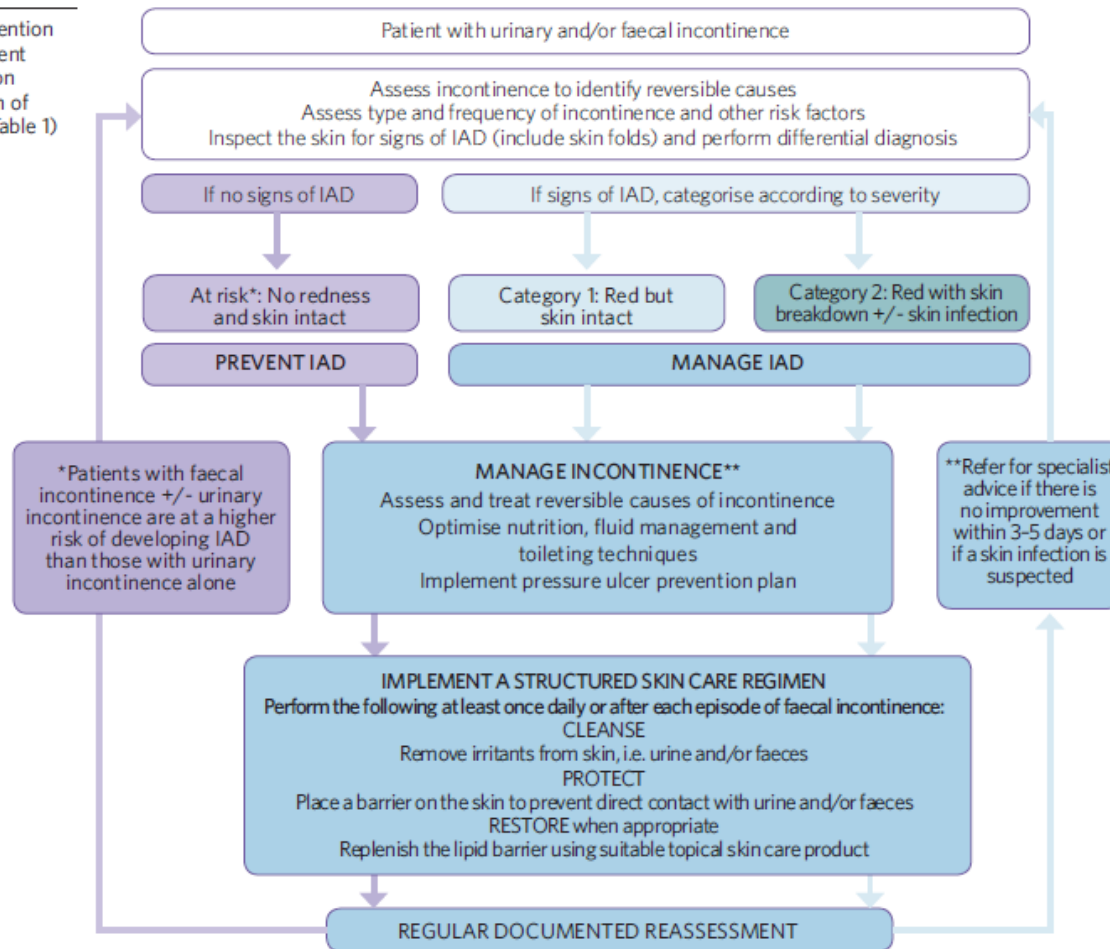 ention
ent
on
n of
able 1)
Patient with urinary and/or faecal incontinence
Assess incontinence to identify reversible causes
Assess type and frequency of incontinence and other risk factors
Inspect the skin for signs of IAD (include skin folds) and perform differential diagnosis
If no signs of IAD
If signs of IAD, categorise according to severity
At risk*: No redness
and skin intact
Category 1: Red but
skin intact
Category 2: Red with skin
breakdown +/- skin infection
PREVENT IAD
MANAGE IAD
*Patients with faecal
incontinence +/- urinary
incontinence are at a higher
risk of developing IAD
than those with urinary
incontinence alone
MANAGE INCONTINENCE**
Assess and treat reversible causes of incontinence
Optimise nutrition, fluid management and
toileting techniques
Implement pressure ulcer prevention plan
**Refer for specialist
advice if there is
no improvement
within 3-5 days or
if a skin infection is
suspected
IMPLEMENT A STRUCTURED SKIN CARE REGIMEN
Perform the following at least once daily or after each episode of faecal incontinence:
CLEANSE
Remove irritants from skin, i.e. urine and/or faeces
PROTECT
Place a barrier on the skin to prevent direct contact with urine and/or faeces
RESTORE when appropriate
Replenish the lipid barrier using suitable topical skin care product
REGULAR DOCUMENTED REASSESSMENT